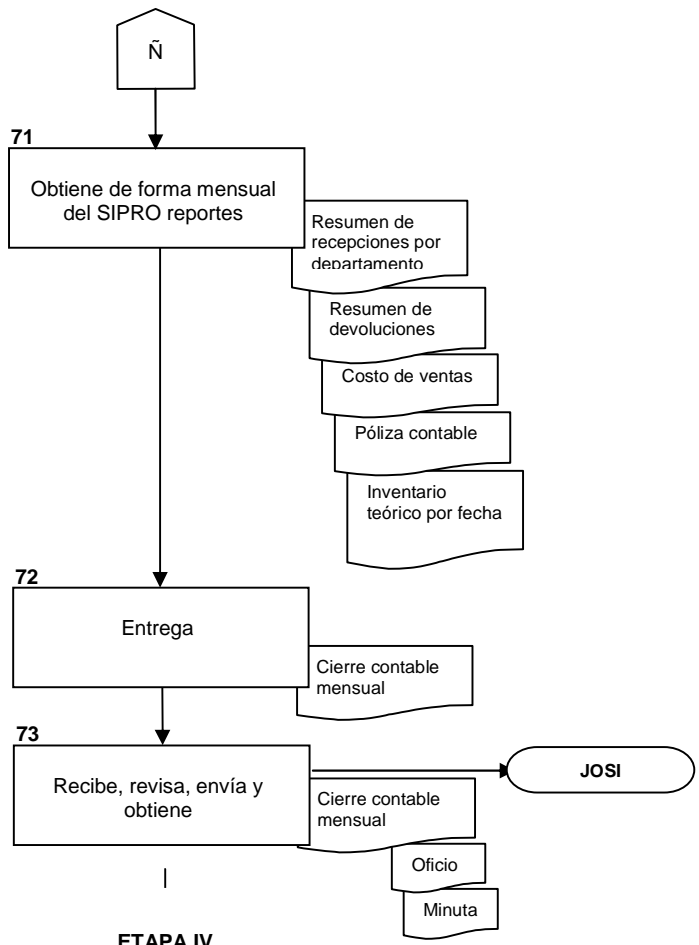 Ñ
71
Obtiene de forma mensual
del SIPRO reportes
Resumen de
recepciones por
departamento
Resumen de
devoluciones
Costo de ventas
Póliza contable
Inventario
teórico por fecha
72
Entrega
Cierre contable
mensual
73
Recibe, revisa, envía y
obtiene
JOSI
Cierre contable
mensual
Oficio
Minuta
ETAPA IV